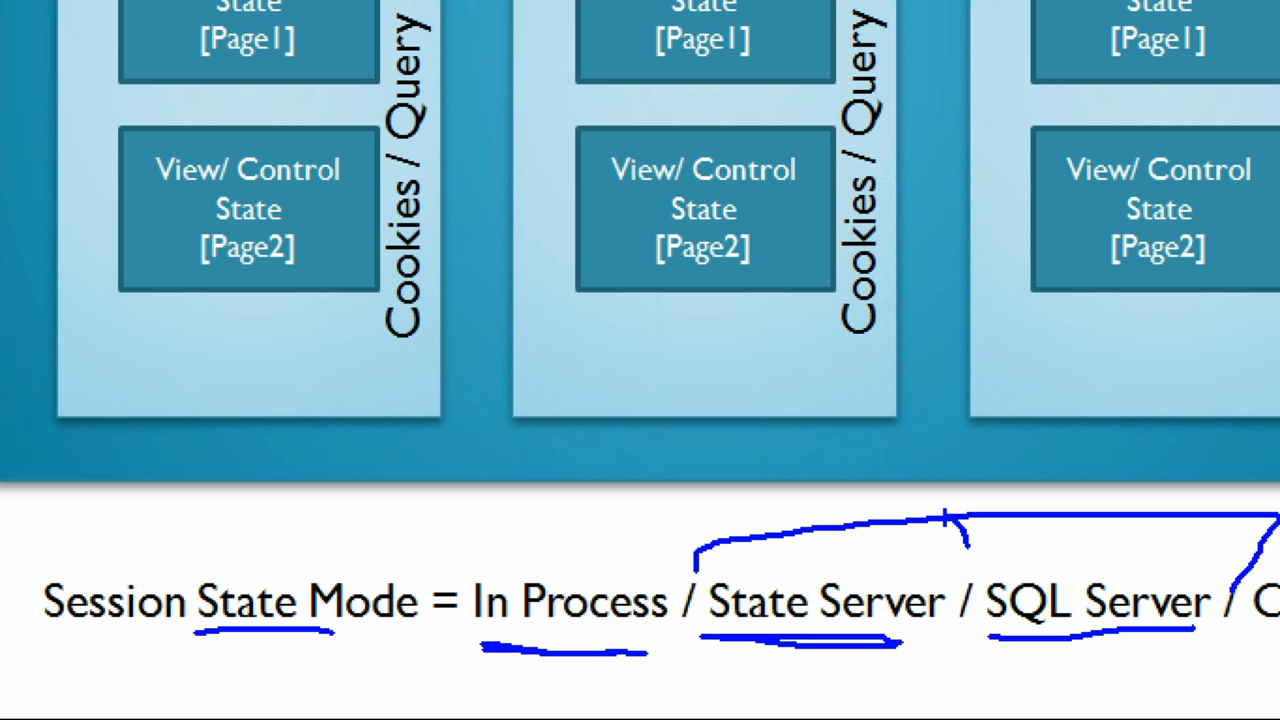 State State State
[Page1] [Page1] [Page1]
View/ Control View/ Control View/ Control
State State State
[Page2] [Page2] [Page2]
Cookies / Query
Cookies / Query
Session State Mode = In Process / State Server / SQL Server /